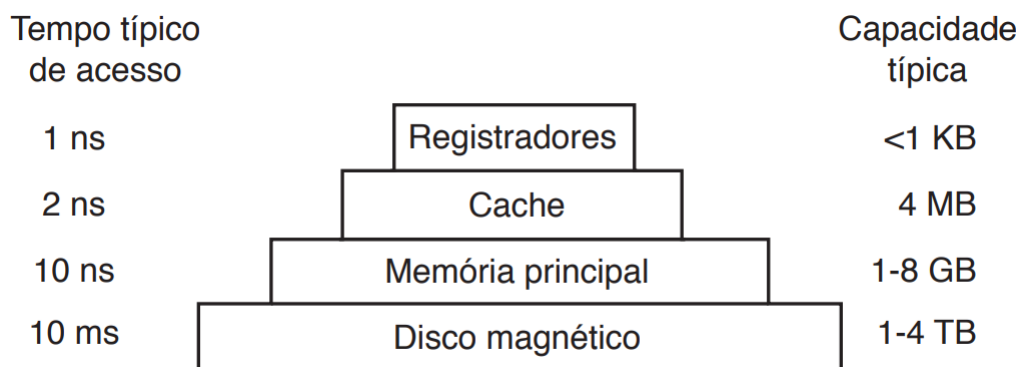 Tempo típico
de acesso
Capacidade
típica
1 ns
Registradores
<1 KB
2 ns
Cache
4 MB
10 ns
Memória principal
1-8 GB
10 ms
Disco magnético
1-4 TB